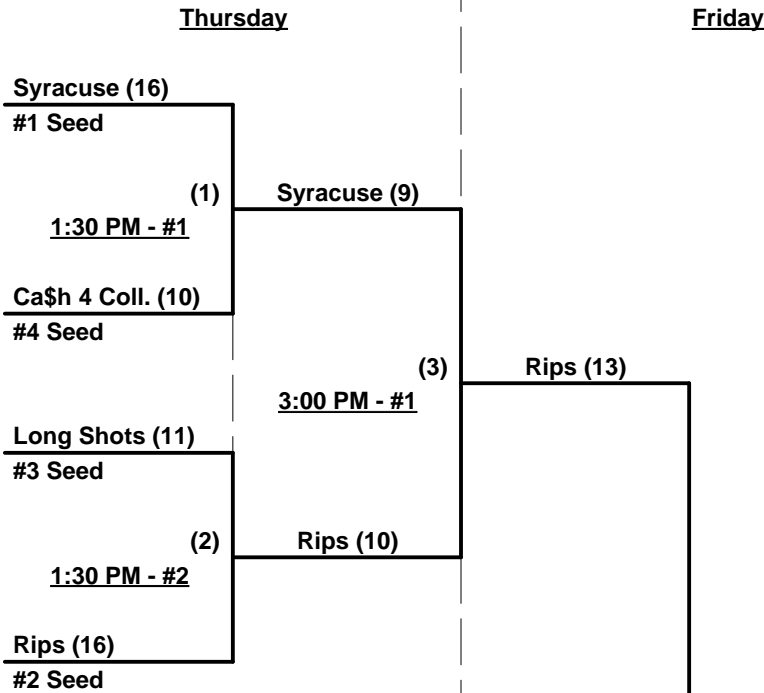 Thursday
Friday
Syracuse (16)
#1 Seed
(1)
Syracuse (9)
1:30 PM - #1
Ca$h 4 Coll. (10)
#4 Seed
(3)
Rips (13)
3:00 PM - #1
Long Shots (11)
#3 Seed
(2)
Rips (10)
1:30 PM - #2
Rips (16)
#2 Seed